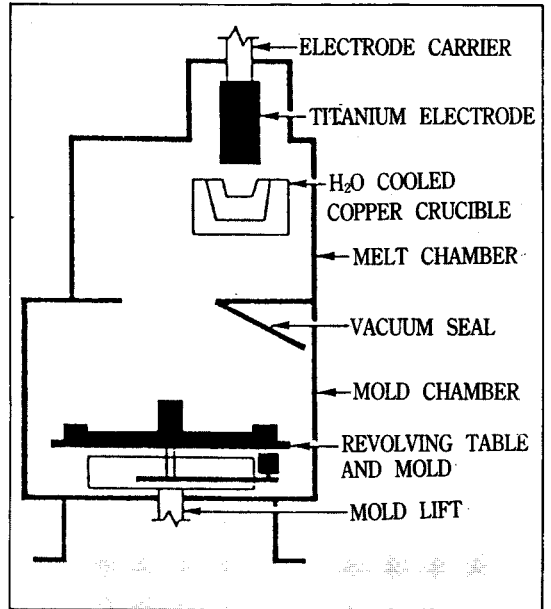 ELECTRODE CARRIER
TITANIUM ELECTRODE
H₂O COOLED
COPPER CRUCIBLE
MELT CHAMBER
VACUUM SEAL
MOLD CHAMBER
REVOLVING TABLE
AND MOLD
MOLD LIFT